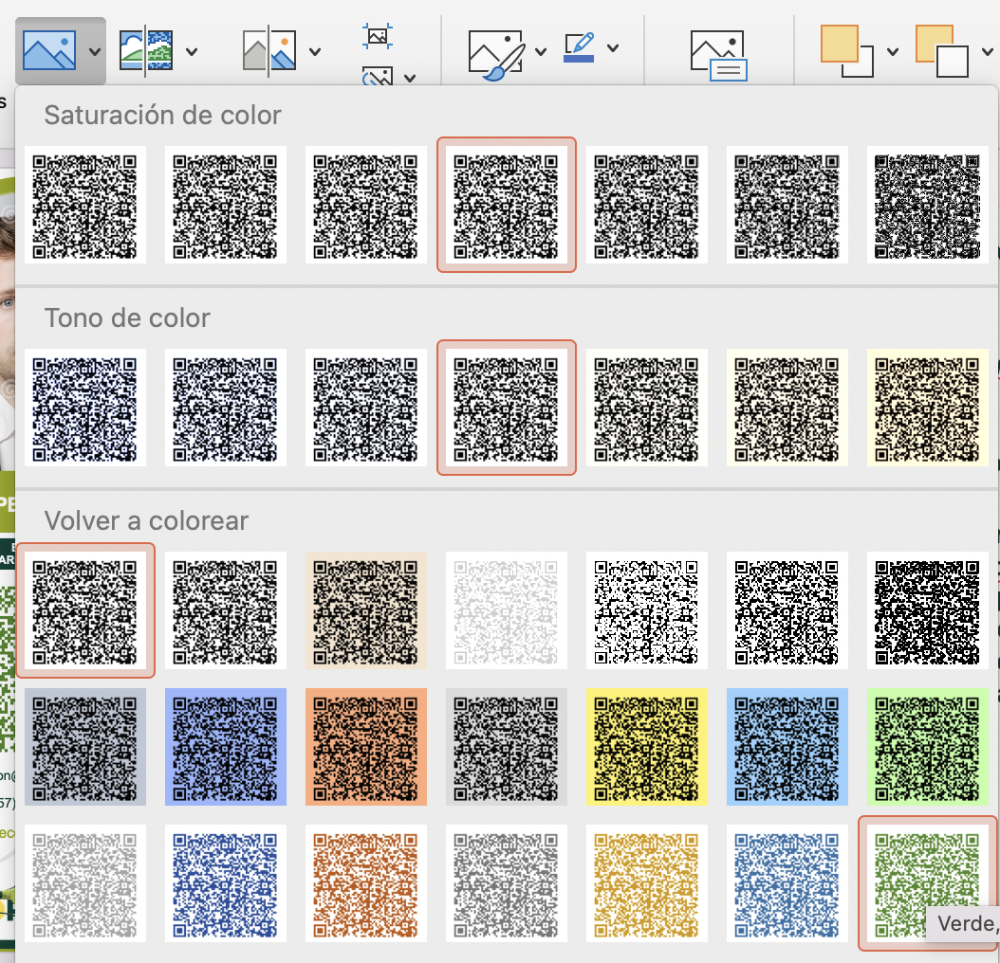 Saturación de color
Tono de color
Volver a colorear
Verde,